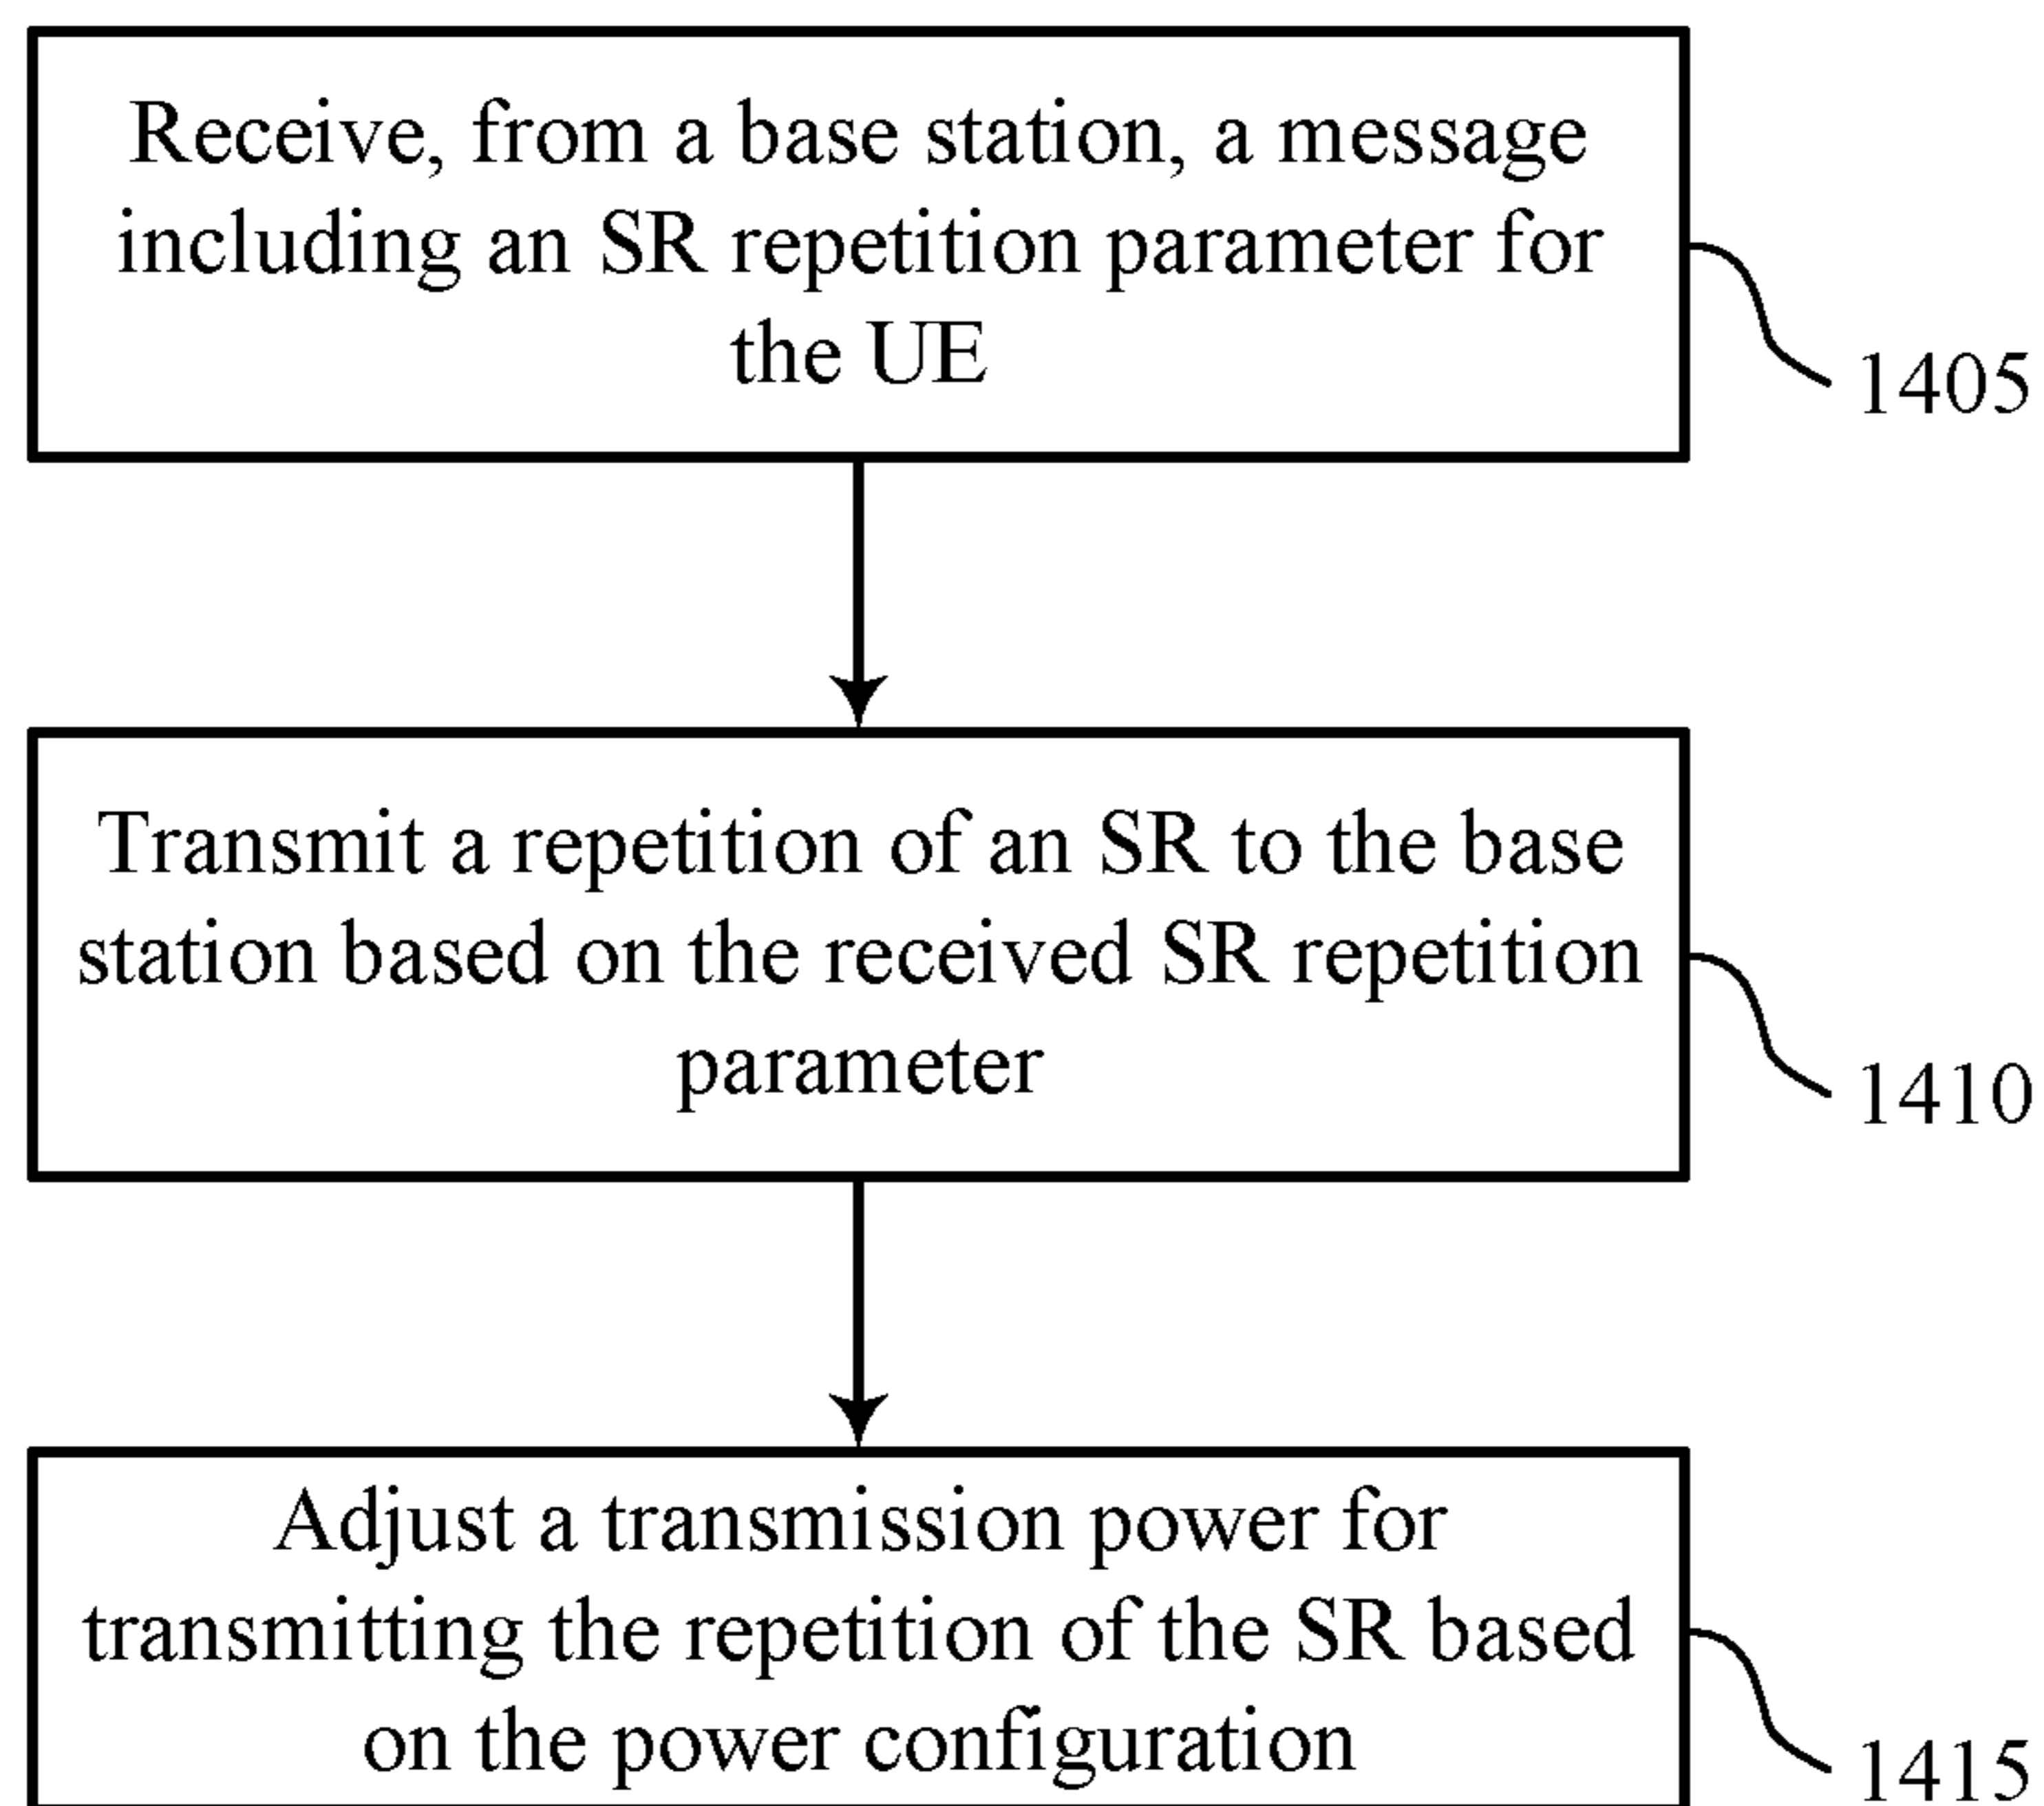 Receive, from a base station, a message
including an SR repetition parameter for
the UE
1405
Transmit a repetition of an SR to the base
station based on the received SR repetition
parameter
1410
Adjust a transmission power for
transmitting the repetition of the SR based
on the power configuration
1415